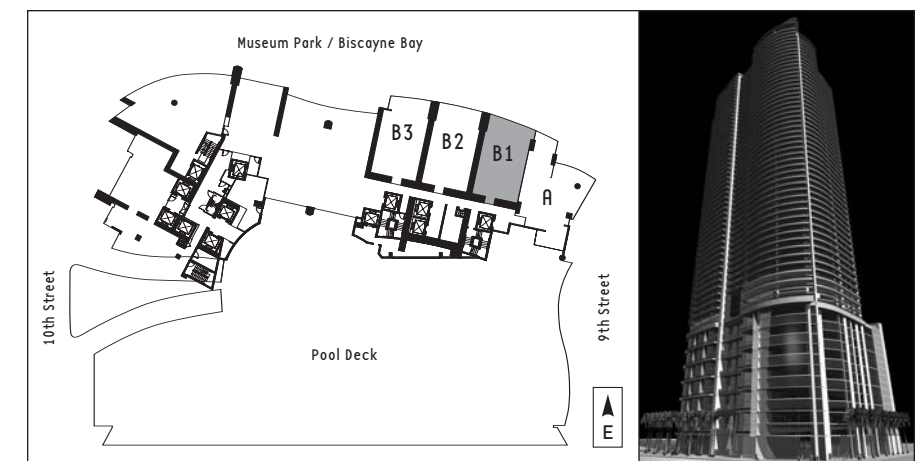 Museum Park / Biscayne Bay
B3
B2
B1
A
10th Street
9th Street
Pool Deck
E